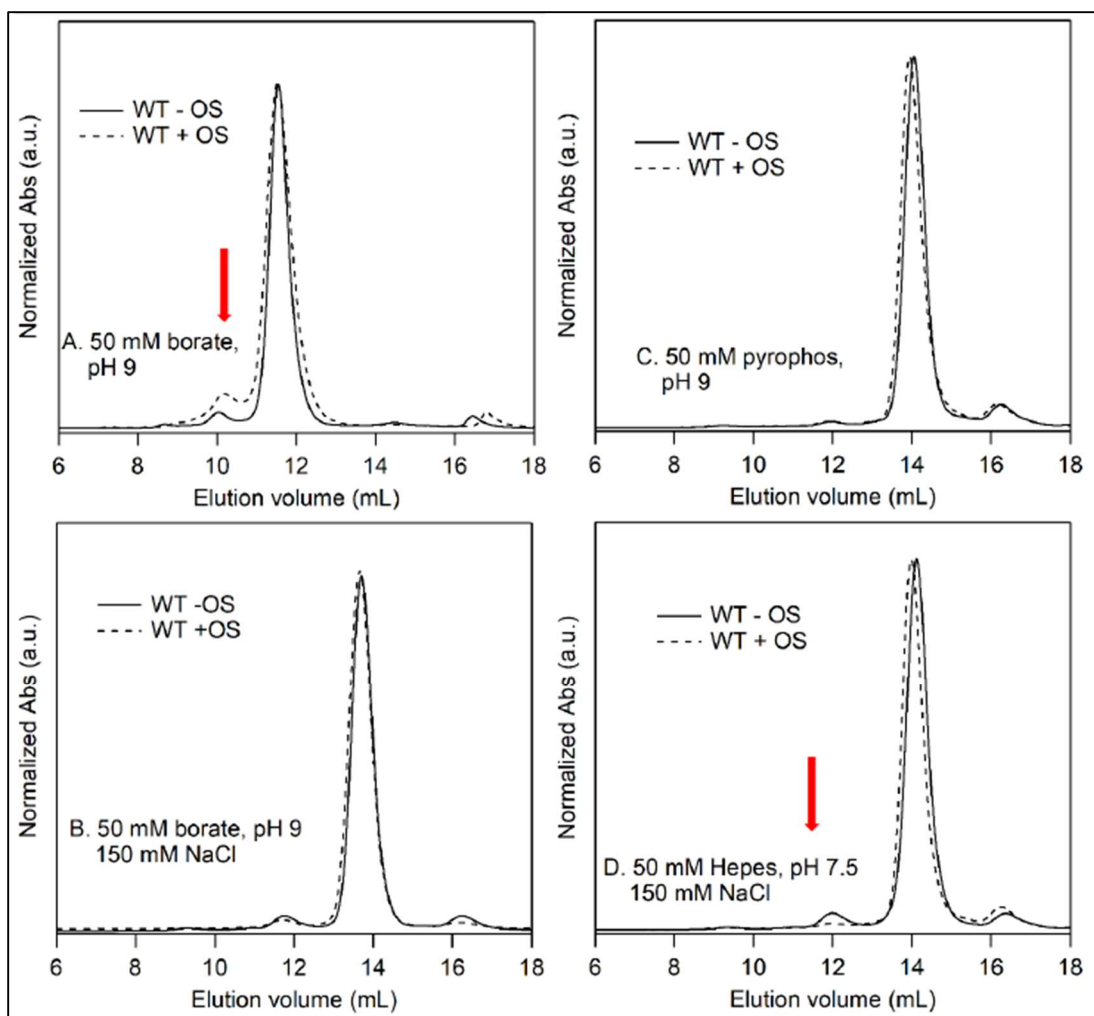 Normalized Abs (a.u.)
WT - OS
WT + OS
A. 50 mM borate,
pH 9
6 8 10 12 14 16 18
Elution volume (mL)
Normalized Abs (a.u.)
WT - OS
WT + OS
C. 50 mM pyrophos,
pH 9
6 8 10 12 14 16 18
Elution volume (mL)
Normalized Abs (a.u.)
WT -OS
WT +OS
B. 50 mM borate, pH 9
150 mM NaCl
6 8 10 12 14 16 18
Elution volume (mL)
Normalized Abs (a.u.)
WT - OS
WT + OS
D. 50 mM Hepes, pH 7.5
150 mM NaCl
6 8 10 12 14 16 18
Elution volume (mL)